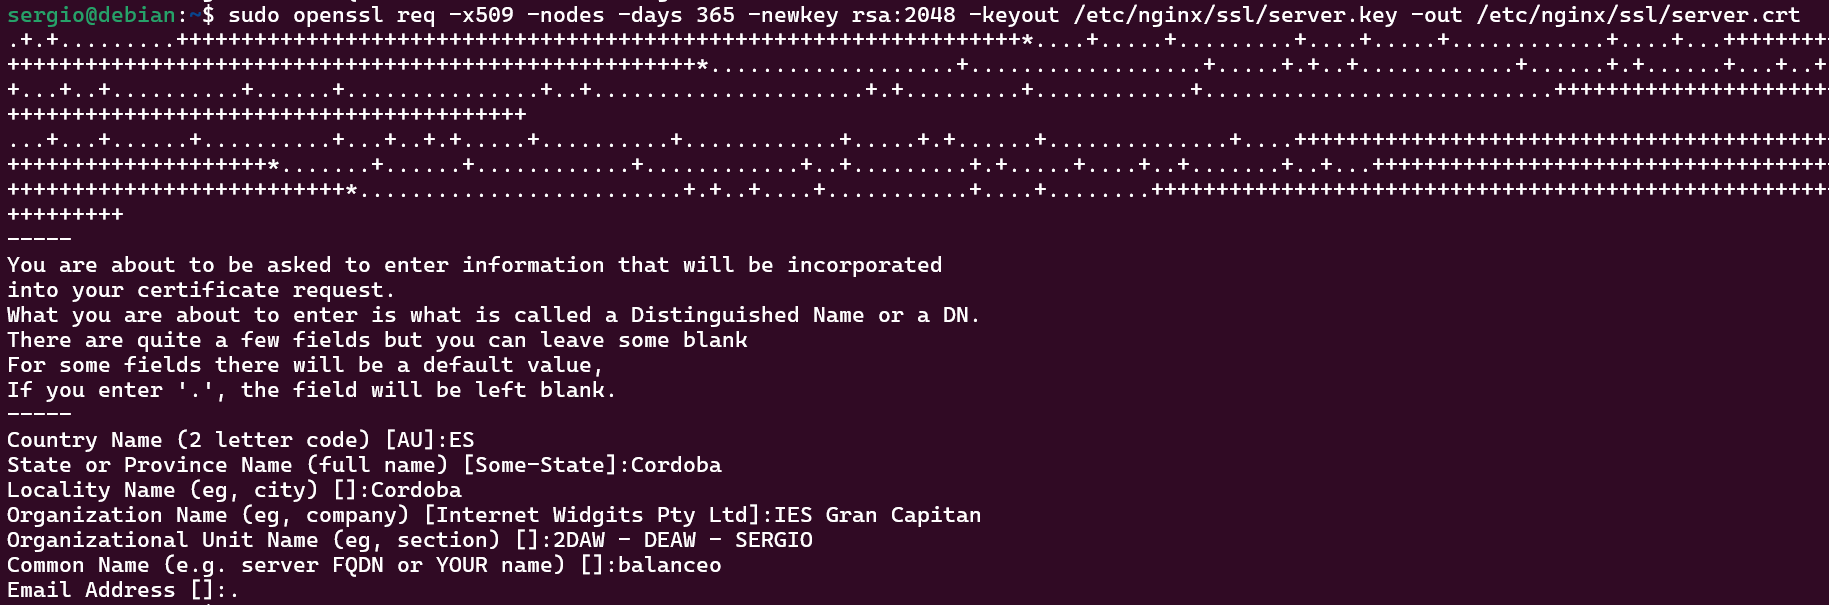 sergio@debian:~$ sudo openssl req -x509 -nodes -days 365 -newkey rsa:2048 -keyout /etc/nginx/ssl/server.key -out /etc/nginx/ssl/server.crt
-----
You are about to be asked to enter information that will be incorporated
into your certificate request.
What you are about to enter is what is called a Distinguished Name or a DN.
There are quite a few fields but you can leave some blank
For some fields there will be a default value,
If you enter '.', the field will be left blank.
-----
Country Name (2 letter code) [AU]:ES
State or Province Name (full name) [Some-State]:Cordoba
Locality Name (eg, city) []:Cordoba
Organization Name (eg, company) [Internet Widgits Pty Ltd]:IES Gran Capitan
Organizational Unit Name (eg, section) []:2DAW - DEAW - SERGIO
Common Name (e.g. server FQDN or YOUR name) []:balanceo
Email Address []:.